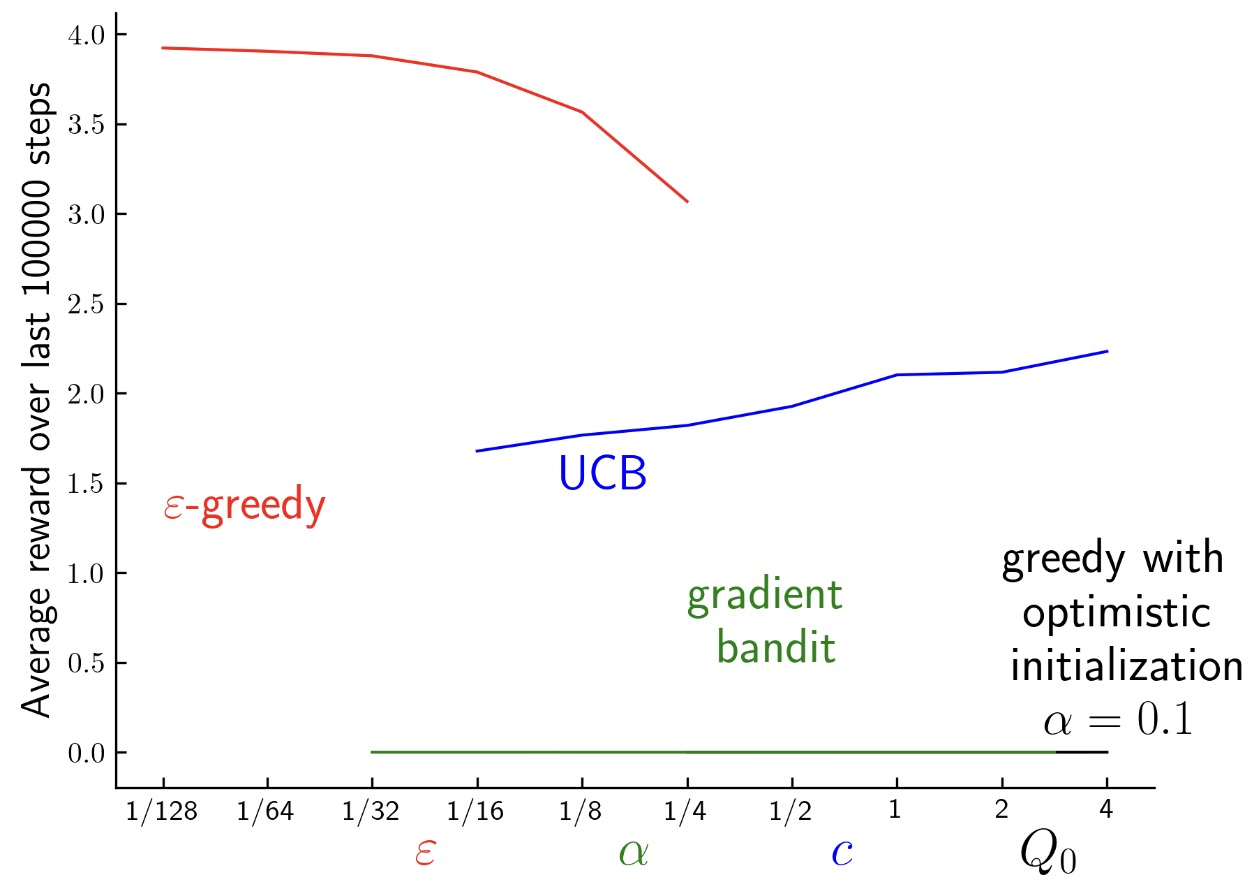 Average reward over last 100000 steps
4.0
3.5
3.0
2.5
2.0
1.5
1.0
0.5
0.0
ε-greedy
UCB
gradient
bandit
greedy with
optimistic
initialization
α = 0.1
1/128 1/64 1/32 1/16 1/8 1/4 1/2 1 2 4
ε α c Q₀